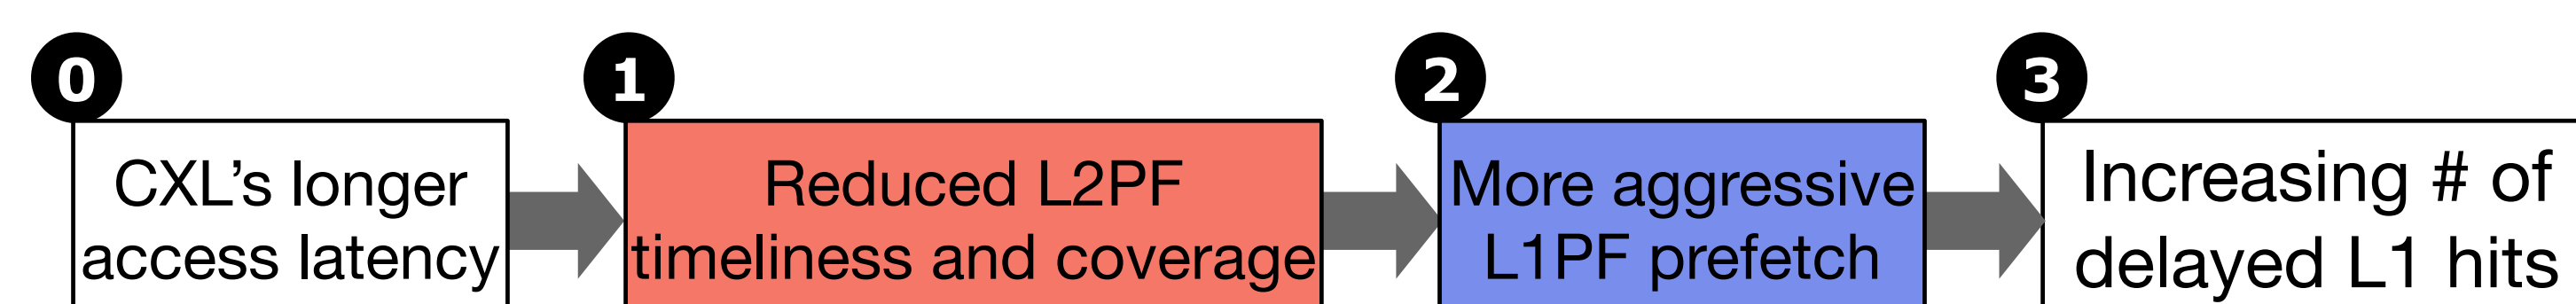 0
CXL's longer
access latency
1
Reduced L2PF
timeliness and coverage
2
More aggressive
L1PF prefetch
3
Increasing # of
delayed L1 hits